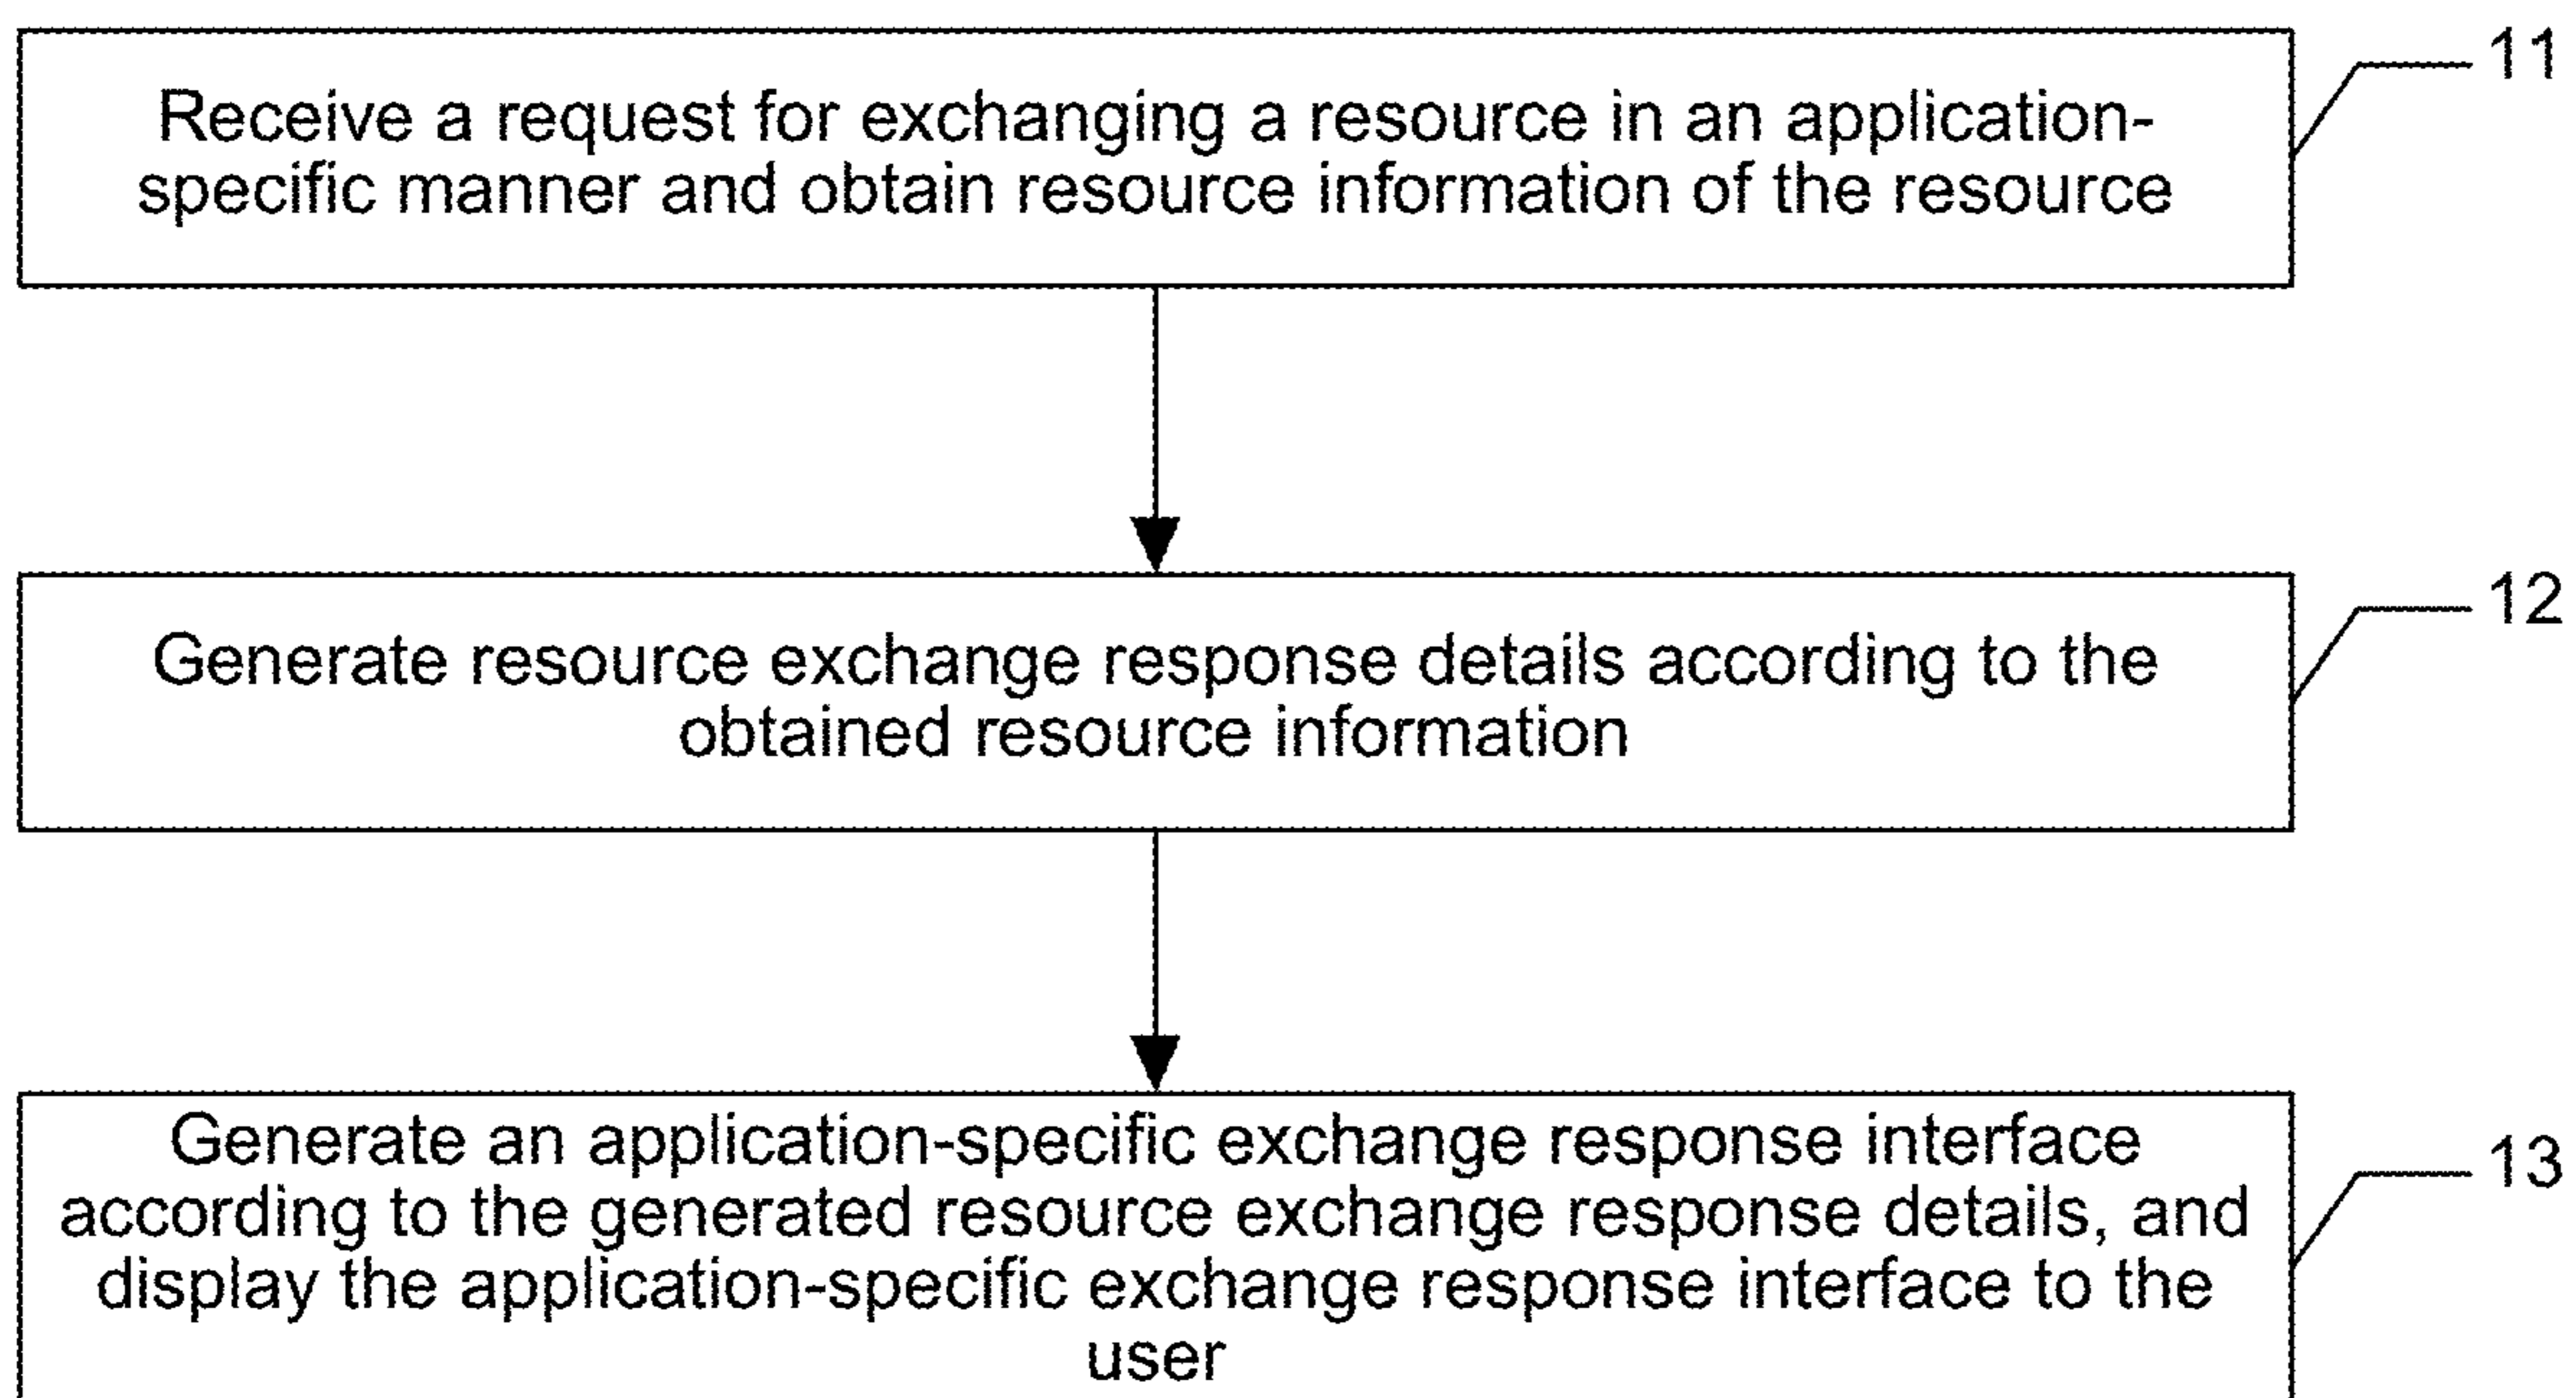 Receive a request for exchanging a resource in an application-
specific manner and obtain resource information of the resource
11
Generate resource exchange response details according to the
obtained resource information
12
Generate an application-specific exchange response interface
according to the generated resource exchange response details, and
display the application-specific exchange response interface to the
user
13